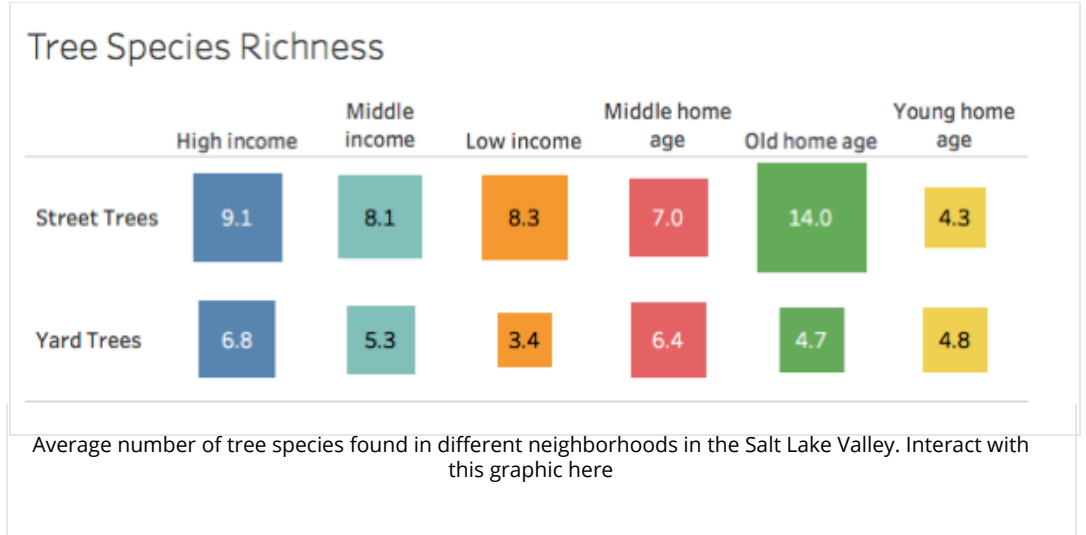 Tree Species Richness
High income Middle income Low income Middle home age Old home age Young home age
Street Trees 9.1 8.1 8.3 7.0 14.0 4.3
Yard Trees 6.8 5.3 3.4 6.4 4.7 4.8
Average number of tree species found in different neighborhoods in the Salt Lake Valley. Interact with
this graphic here